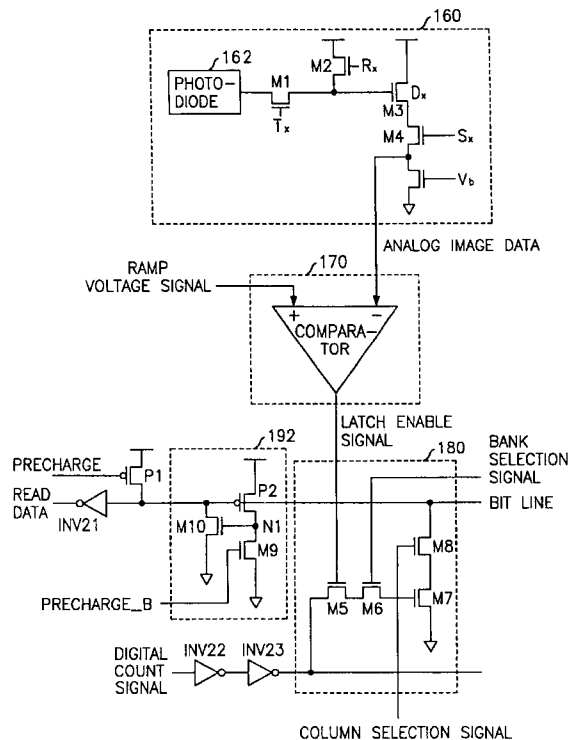 160
162
PHOTO-
DIODE
M1
Tx
M2
Rx
Dx
M3
M4
Sx
Vb
ANALOG IMAGE DATA
170
RAMP
VOLTAGE SIGNAL
+
−
COMPARA-
TOR
LATCH ENABLE
SIGNAL
192
180
BANK
SELECTION
SIGNAL
PRECHARGE
P1
READ
DATA
INV21
P2
BIT LINE
M10
N1
M9
M8
PRECHARGE_B
M5
M6
M7
DIGITAL
COUNT
SIGNAL
INV22
INV23
COLUMN SELECTION SIGNAL